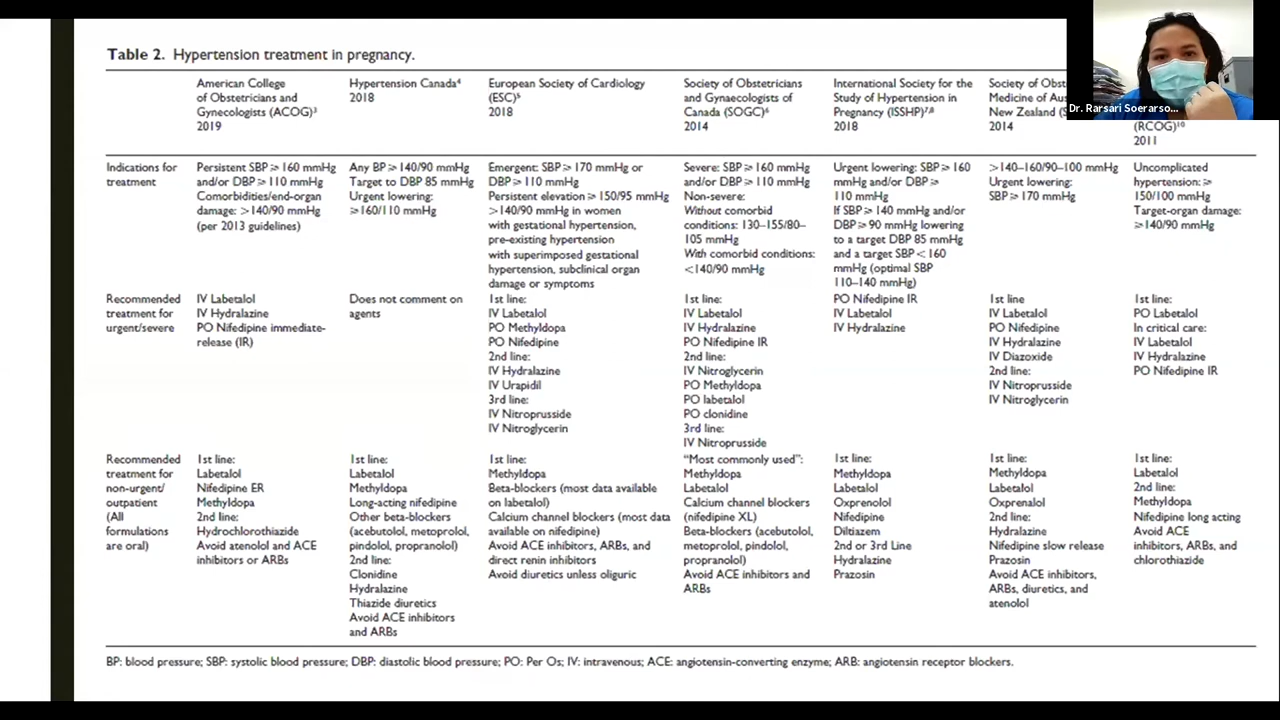 Table 2. Hypertension treatment in pregnancy.
American College
of Obstetricians and
Gynecologists (ACOG)³
2019
Hypertension Canada⁴
2018
European Society of Cardiology
(ESC)⁵
2018
Society of Obstetricians
and Gynaecologists of
Canada (SOGC)⁶
2014
International Society for the
Study of Hypertension in
Pregnancy (ISSHP)⁷,⁸
2018
Society of Obst
Medicine of Aus
New Zealand (S
2014
(RCOG)¹⁰
2011
Dr. Rarsari Soerarso...
Indications for
treatment
Persistent SBP ≥ 160 mmHg
and/or DBP ≥ 110 mmHg
Comorbidities/end-organ
damage: >140/90 mmHg
(per 2013 guidelines)
Any BP ≥ 140/90 mmHg
Target to DBP 85 mmHg
Urgent lowering:
≥160/110 mmHg
Emergent: SBP ≥ 170 mmHg or
DBP ≥ 110 mmHg
Persistent elevation ≥ 150/95 mmHg
>140/90 mmHg in women
with gestational hypertension,
pre-existing hypertension
with superimposed gestational
hypertension, subclinical organ
damage or symptoms
Severe: SBP ≥ 160 mmHg
and/or DBP ≥ 110 mmHg
Non-severe:
Without comorbid
conditions: 130–155/80–
105 mmHg
With comorbid conditions:
<140/90 mmHg
Urgent lowering: SBP ≥ 160
mmHg and/or DBP ≥
110 mmHg
If SBP ≥ 140 mmHg and/or
DBP ≥ 90 mmHg lowering
to a target DBP 85 mmHg
and a target SBP < 160
mmHg (optimal SBP
110–140 mmHg)
>140–160/90–100 mmHg
Urgent lowering:
SBP ≥ 170 mmHg
Uncomplicated
hypertension: ≥
150/100 mmHg
Target-organ damage:
≥140/90 mmHg
Recommended
treatment for
urgent/severe
IV Labetalol
IV Hydralazine
PO Nifedipine immediate-
release (IR)
Does not comment on
agents
1st line:
IV Labetalol
PO Methyldopa
PO Nifedipine
2nd line:
IV Hydralazine
IV Urapidil
3rd line:
IV Nitroprusside
IV Nitroglycerin
1st line:
IV Labetalol
IV Hydralazine
PO Nifedipine IR
2nd line:
IV Nitroglycerin
PO Methyldopa
PO labetalol
PO clonidine
3rd line:
IV Nitroprusside
PO Nifedipine IR
IV Labetalol
IV Hydralazine
1st line
IV Labetalol
PO Nifedipine
IV Hydralazine
IV Diazoxide
2nd line:
IV Nitroprusside
IV Nitroglycerin
1st line:
PO Labetalol
In critical care:
IV Labetalol
IV Hydralazine
PO Nifedipine IR
Recommended
treatment for
non-urgent/
outpatient
(All
formulations
are oral)
1st line:
Labetalol
Nifedipine ER
Methyldopa
2nd line:
Hydrochlorothiazide
Avoid atenolol and ACE
inhibitors or ARBs
1st line:
Labetalol
Methyldopa
Long-acting nifedipine
Other beta-blockers
(acebutolol, metoprolol,
pindolol, propranolol)
2nd line:
Clonidine
Hydralazine
Thiazide diuretics
Avoid ACE inhibitors
and ARBs
1st line:
Methyldopa
Beta-blockers (most data available
on labetalol)
Calcium channel blockers (most data
available on nifedipine)
Avoid ACE inhibitors, ARBs, and
direct renin inhibitors
Avoid diuretics unless oliguric
"Most commonly used":
Methyldopa
Labetalol
Calcium channel blockers
(nifedipine XL)
Beta-blockers (acebutolol,
metoprolol, pindolol,
propranolol)
Avoid ACE inhibitors and
ARBs
1st line:
Methyldopa
Labetalol
Oxprenolol
Nifedipine
Diltiazem
2nd or 3rd Line
Hydralazine
Prazosin
1st line:
Methyldopa
Labetalol
Oxprenalol
2nd line:
Hydralazine
Nifedipine slow release
Prazosin
Avoid ACE inhibitors,
ARBs, diuretics, and
atenolol
1st line:
Labetalol
2nd line:
Methyldopa
Nifedipine long acting
Avoid ACE
inhibitors, ARBs, and
chlorothiazide
BP: blood pressure; SBP: systolic blood pressure; DBP: diastolic blood pressure; PO: Per Os; IV: intravenous; ACE: angiotensin-converting enzyme; ARB: angiotensin receptor blockers.